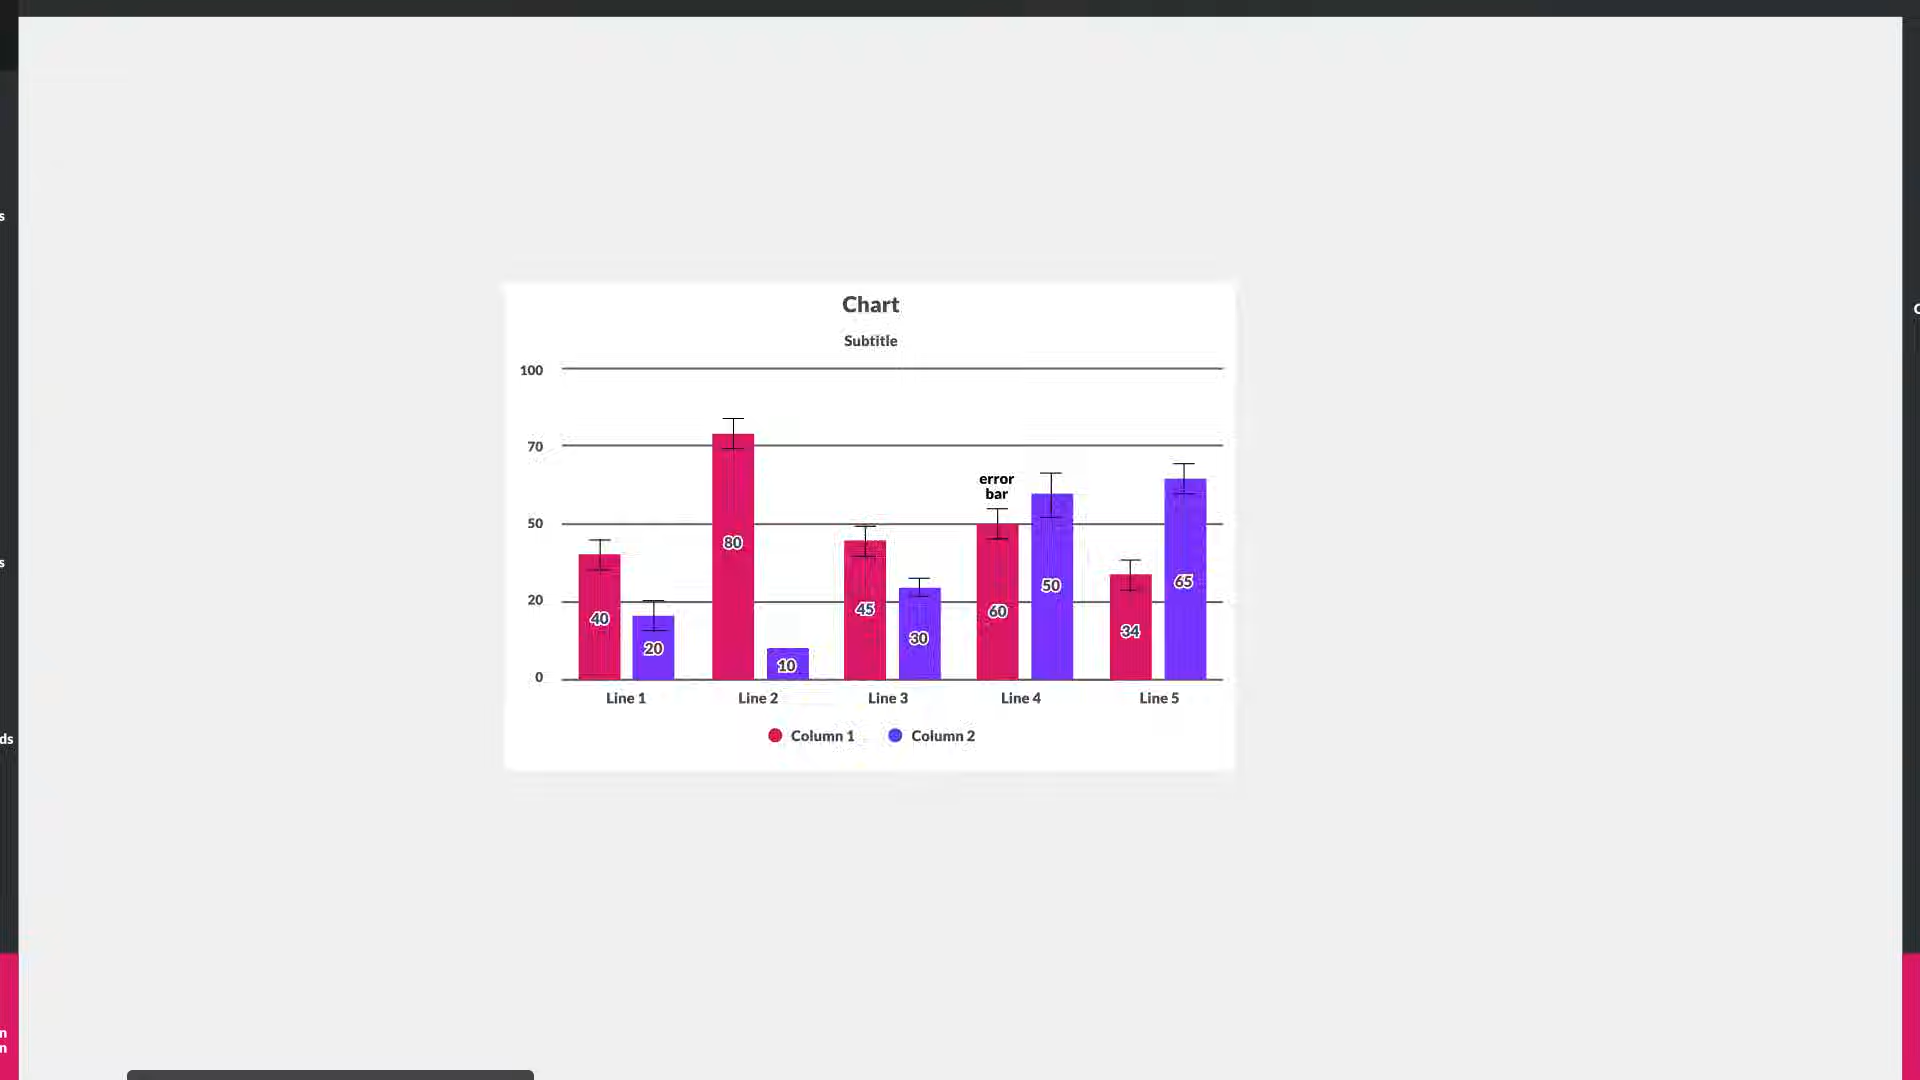 Chart
Subtitle
100
70
50
20
0
error
bar
40
20
80
10
45
30
60
50
34
65
Line 1
Line 2
Line 3
Line 4
Line 5
Column 1
Column 2